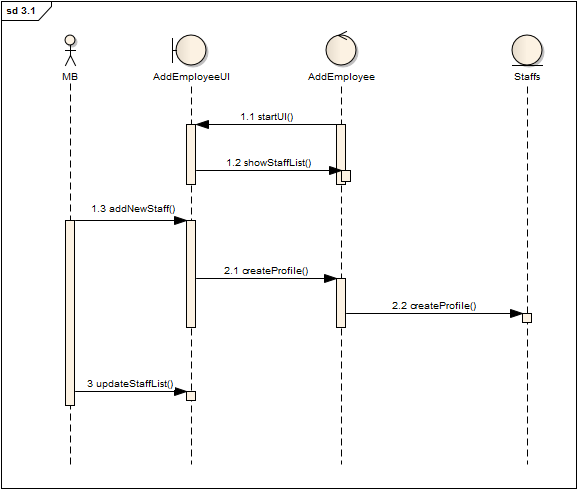 sd 3.1
MB
AddEmployeeUI
AddEmployee
Staffs
1.1 startUI()
1.2 showStaffList()
1.3 addNewStaff()
2.1 createProfile()
2.2 createProfile()
3 updateStaffList()